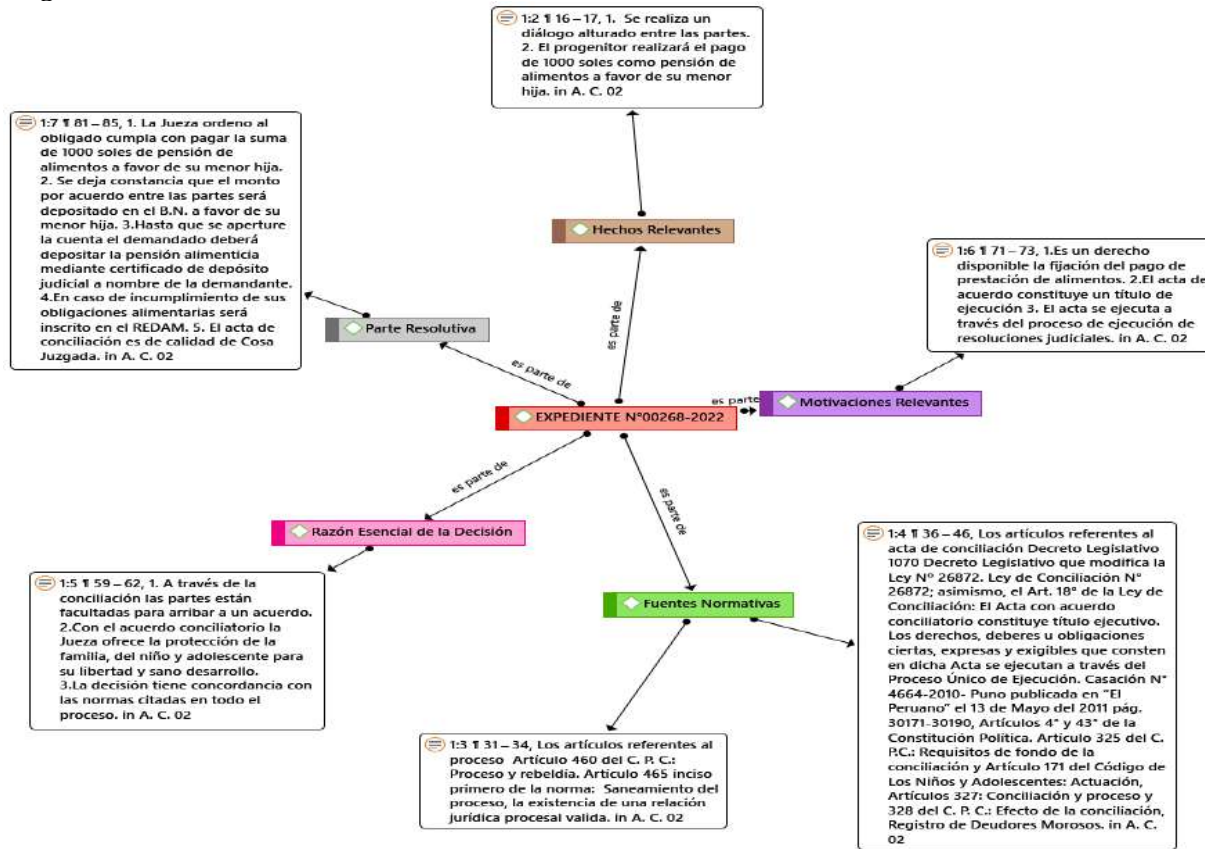 1:2 ¶ 16 – 17, 1. Se realiza un
diálogo alturado entre las partes.
2. El progenitor realizará el pago
de 1000 soles como pensión de
alimentos a favor de su menor
hija. in A. C. 02
1:7 ¶ 81 – 85, 1. La Jueza ordeno al
obligado cumpla con pagar la suma
de 1000 soles de pensión de
alimentos a favor de su menor hija.
2. Se deja constancia que el monto
por acuerdo entre las partes será
depositado en el B.N. a favor de su
menor hija. 3.Hasta que se aperture
la cuenta el demandado deberá
depositar la pensión alimenticia
mediante certificado de depósito
judicial a nombre de la demandante.
4.En caso de incumplimiento de sus
obligaciones alimentarias será
inscrito en el REDAM. 5. El acta de
conciliación es de calidad de Cosa
Juzgada. in A. C. 02
Hechos Relevantes
1:6 ¶ 71 – 73, 1.Es un derecho
disponible la fijación del pago de
prestación de alimentos. 2.El acta de
acuerdo constituye un título de
ejecución 3. El acta se ejecuta a
través del proceso de ejecución de
resoluciones judiciales. in A. C. 02
Parte Resolutiva
es parte de
es parte de
Motivaciones Relevantes
es parte
EXPEDIENTE N°00268-2022
es parte de
es parte de
Razón Esencial de la Decisión
1:5 ¶ 59 – 62, 1. A través de la
conciliación las partes están
facultadas para arribar a un acuerdo.
2.Con el acuerdo conciliatorio la
Jueza ofrece la protección de la
familia, del niño y adolescente para
su libertad y sano desarrollo.
3.La decisión tiene concordancia con
las normas citadas en todo el
proceso. in A. C. 02
Fuentes Normativas
1:4 ¶ 36 – 46, Los artículos referentes al
acta de conciliación Decreto Legislativo
1070 Decreto Legislativo que modifica la
Ley Nº 26872. Ley de Conciliación N°
26872; asimismo, el Art. 18° de la Ley de
Conciliación: El Acta con acuerdo
conciliatorio constituye título ejecutivo.
Los derechos, deberes u obligaciones
ciertas, expresas y exigibles que consten
en dicha Acta se ejecutan a través del
Proceso Único de Ejecución. Casación N°
4664-2010- Puno publicada en "El
Peruano" el 13 de Mayo del 2011 pág.
30171-30190, Artículos 4° y 43° de la
Constitución Política. Artículo 325 del C.
P.C.: Requisitos de fondo de la
conciliación y Artículo 171 del Código de
Los Niños y Adolescentes: Actuación,
Artículos 327: Conciliación y proceso y
328 del C. P. C.: Efecto de la conciliación,
Registro de Deudores Morosos. in A. C.
02
1:3 ¶ 31 – 34, Los artículos referentes al
proceso Artículo 460 del C. P. C.:
Proceso y rebeldía. Artículo 465 inciso
primero de la norma: Saneamiento del
proceso, la existencia de una relación
jurídica procesal valida. in A. C. 02